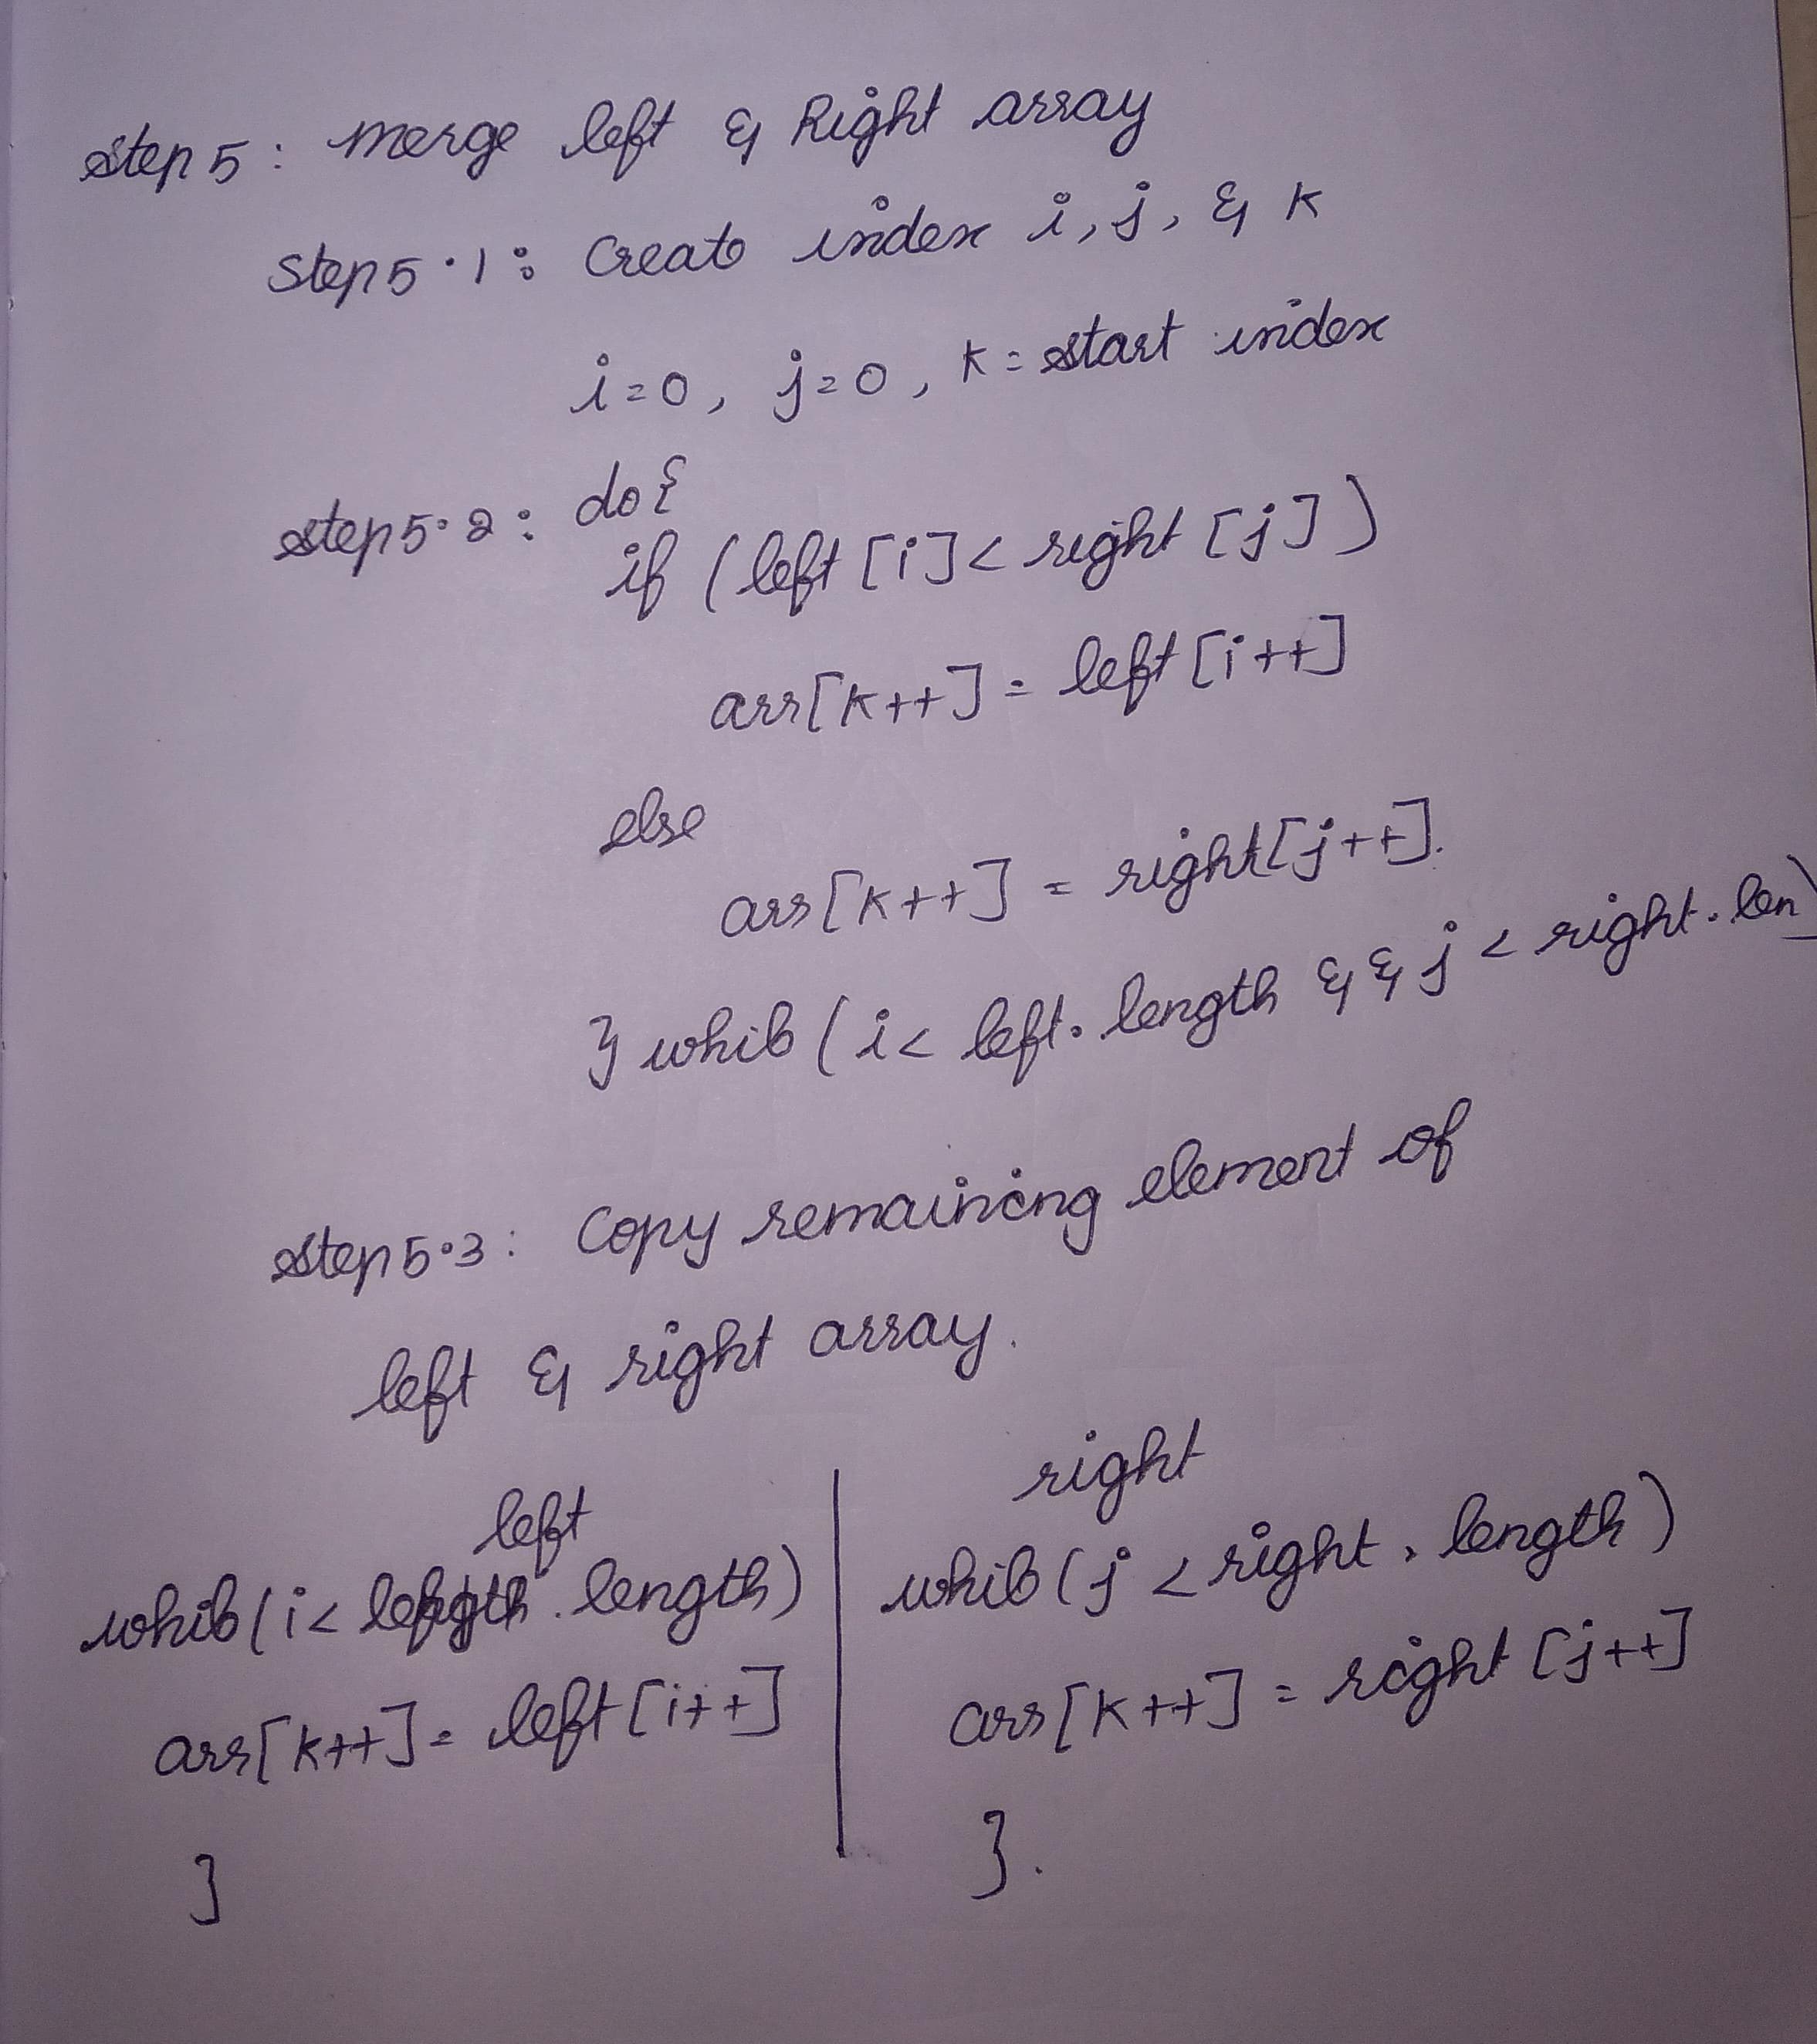 Step 5 : Merge left & Right array
Step 5.1 : Create index i, j, & k
i=0, j=0, k = start index
Step 5.2 : do {
if (left [i] < right [j])
arr[k++] = left [i++]
else
arr[k++] = right[j++].
} while (i < left. length && j < right. len)
Step 5.3 : Copy remaining element of
left & right array.
left
while (i < . length)
arr[k++] = left [i++]
}
right
while (j < right. length)
arr [k++] = right [j++]
}.